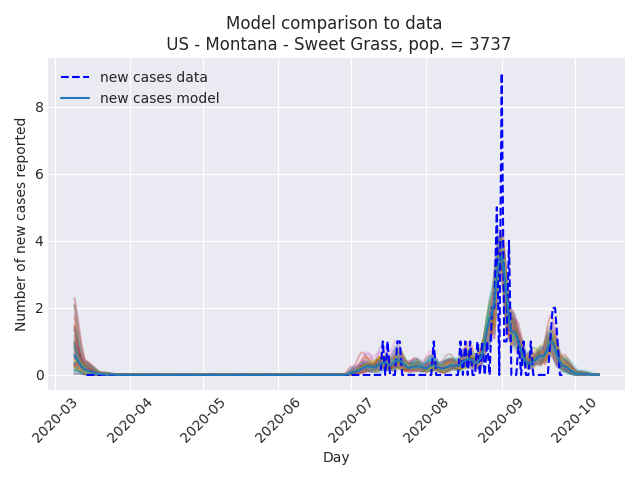 Model comparison to data
US - Montana - Sweet Grass, pop. = 3737
new cases data
new cases model
Number of new cases reported
8
6
4
2
0
2020-03
2020-04
2020-05
2020-06
2020-07
2020-08
2020-09
2020-10
Day